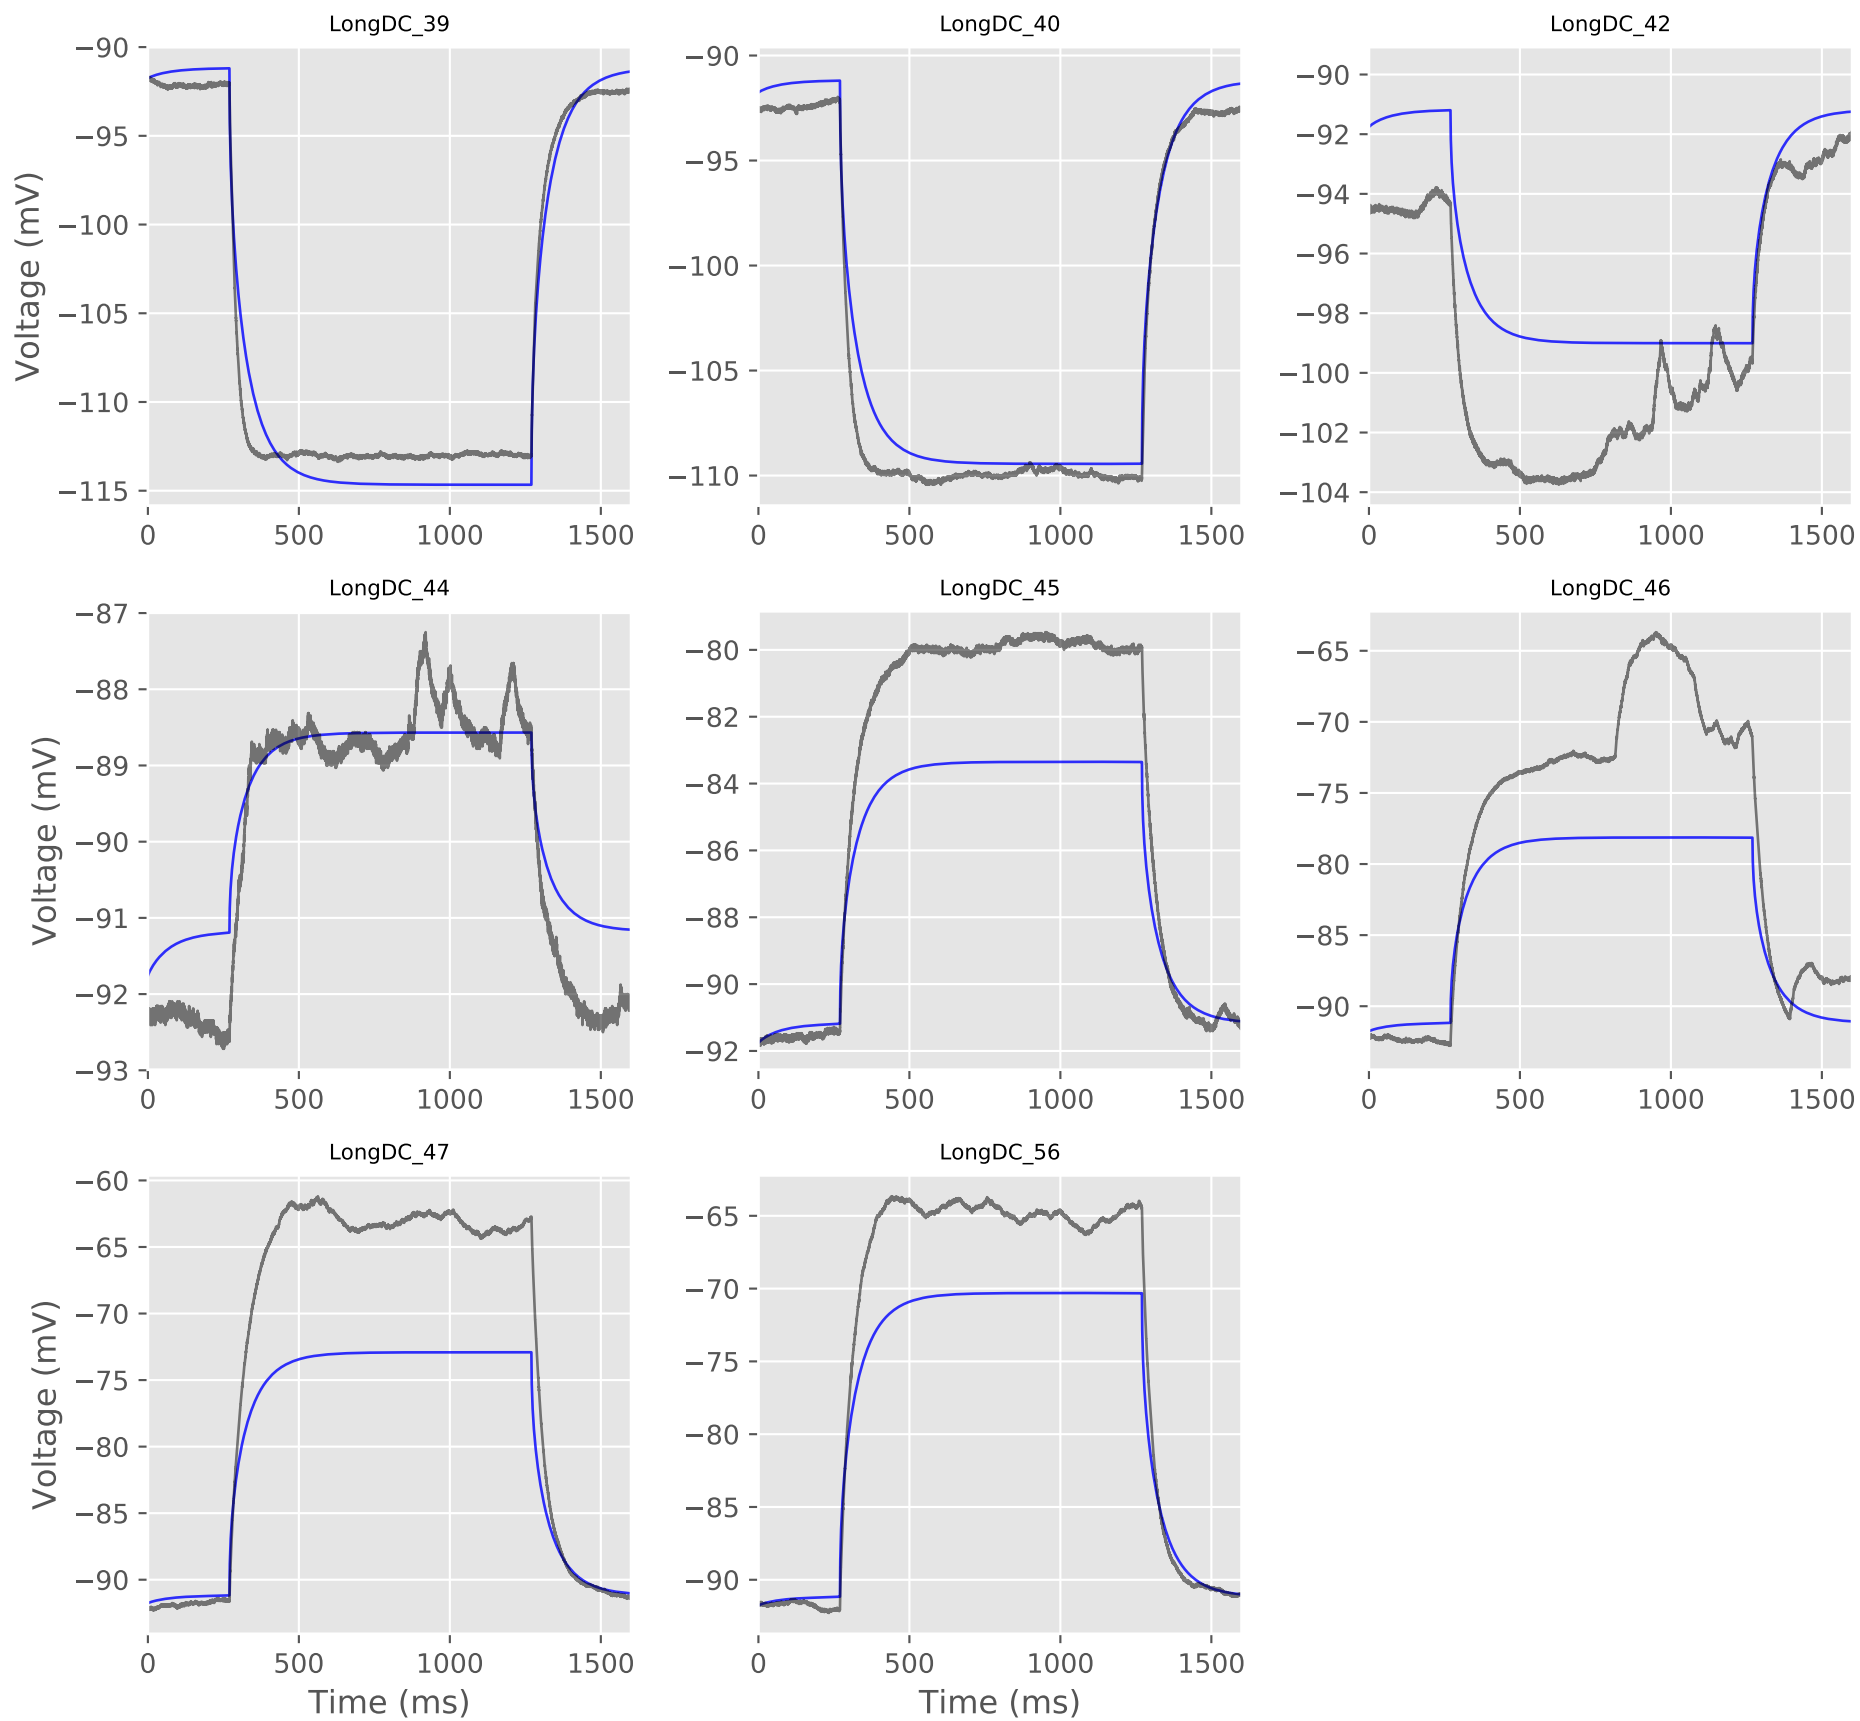 LongDC_39 LongDC_40 LongDC_42
Voltage (mV)
−90 −95 −100 −105 −110 −115
0 500 1000 1500
−90 −95 −100 −105 −110
0 500 1000 1500
−90 −92 −94 −96 −98 −100 −102 −104
0 500 1000 1500
LongDC_44 LongDC_45 LongDC_46
Voltage (mV)
−87 −88 −89 −90 −91 −92 −93
0 500 1000 1500
−80 −82 −84 −86 −88 −90 −92
0 500 1000 1500
−65 −70 −75 −80 −85 −90
0 500 1000 1500
LongDC_47 LongDC_56
Voltage (mV)
−60 −65 −70 −75 −80 −85 −90
0 500 1000 1500
Time (ms)
−65 −70 −75 −80 −85 −90
0 500 1000 1500
Time (ms)